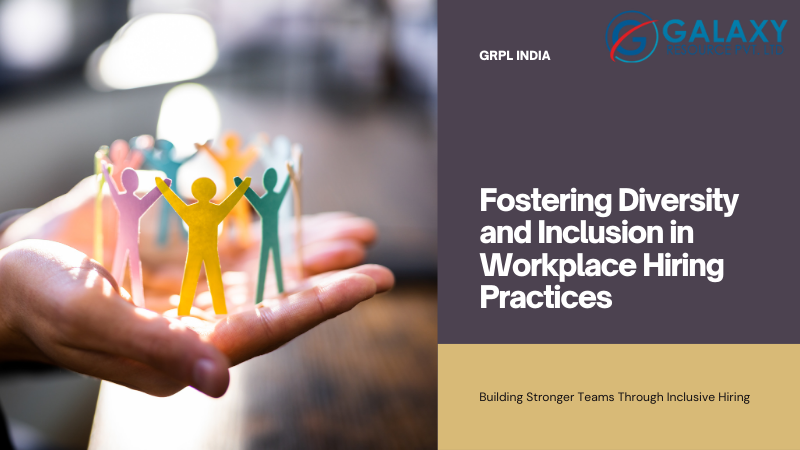 GRPL INDIA
GALAXY
Fostering Diversity
and Inclusion in
Workplace Hiring
Practices
Building Stronger Teams Through Inclusive Hiring